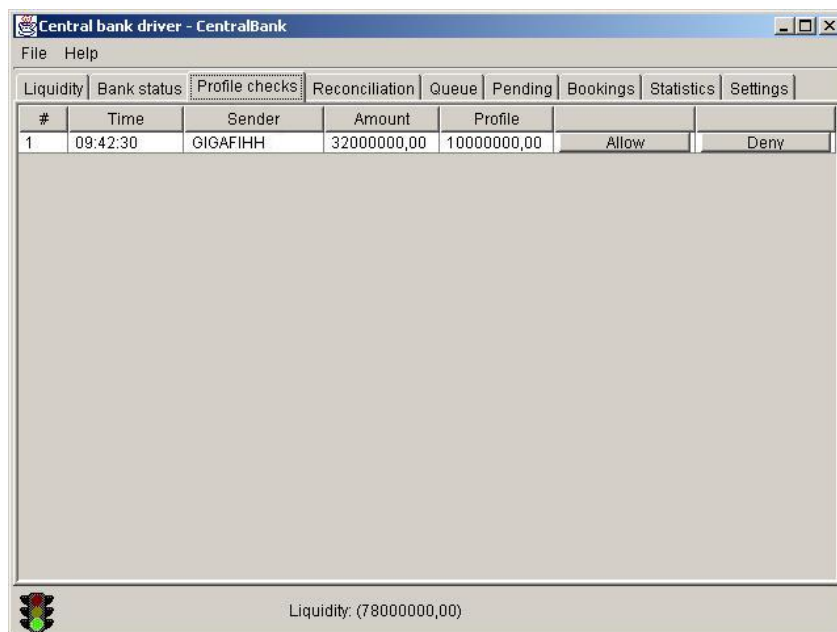 Central bank driver - CentralBank
File Help
Liquidity Bank status Profile checks Reconciliation Queue Pending Bookings Statistics Settings
# Time Sender Amount Profile
1 09:42:30 GIGAFIHH 32000000,00 10000000,00 Allow Deny
Liquidity: (78000000,00)